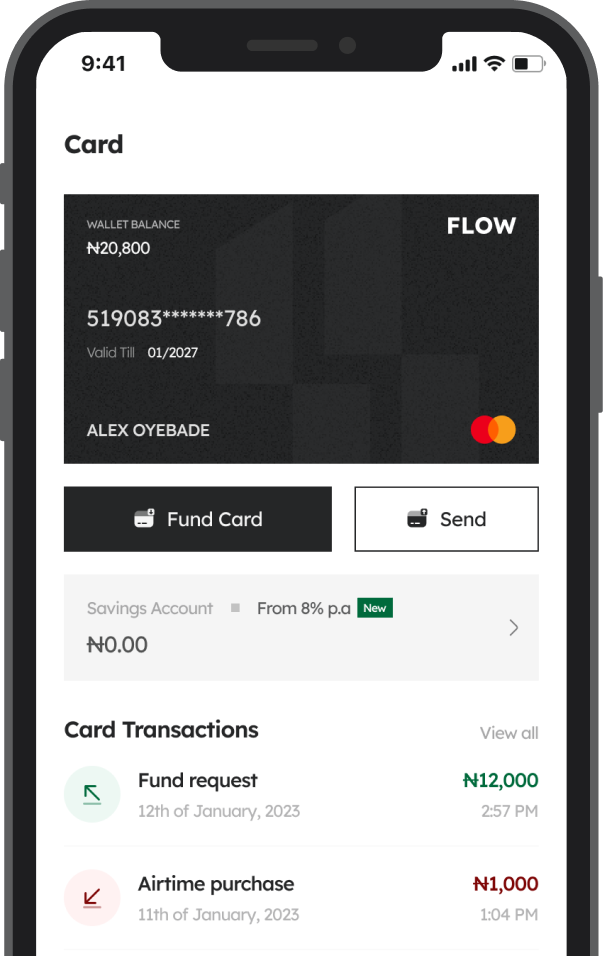 9:41
Card
WALLET BALANCE
FLOW
₦20,800
519083*******786
Valid Till 01/2027
ALEX OYEBADE
Fund Card
Send
Savings Account From 8% p.a New
₦0.00
Card Transactions View all
Fund request ₦12,000
12th of January, 2023 2:57 PM
Airtime purchase ₦1,000
11th of January, 2023 1:04 PM